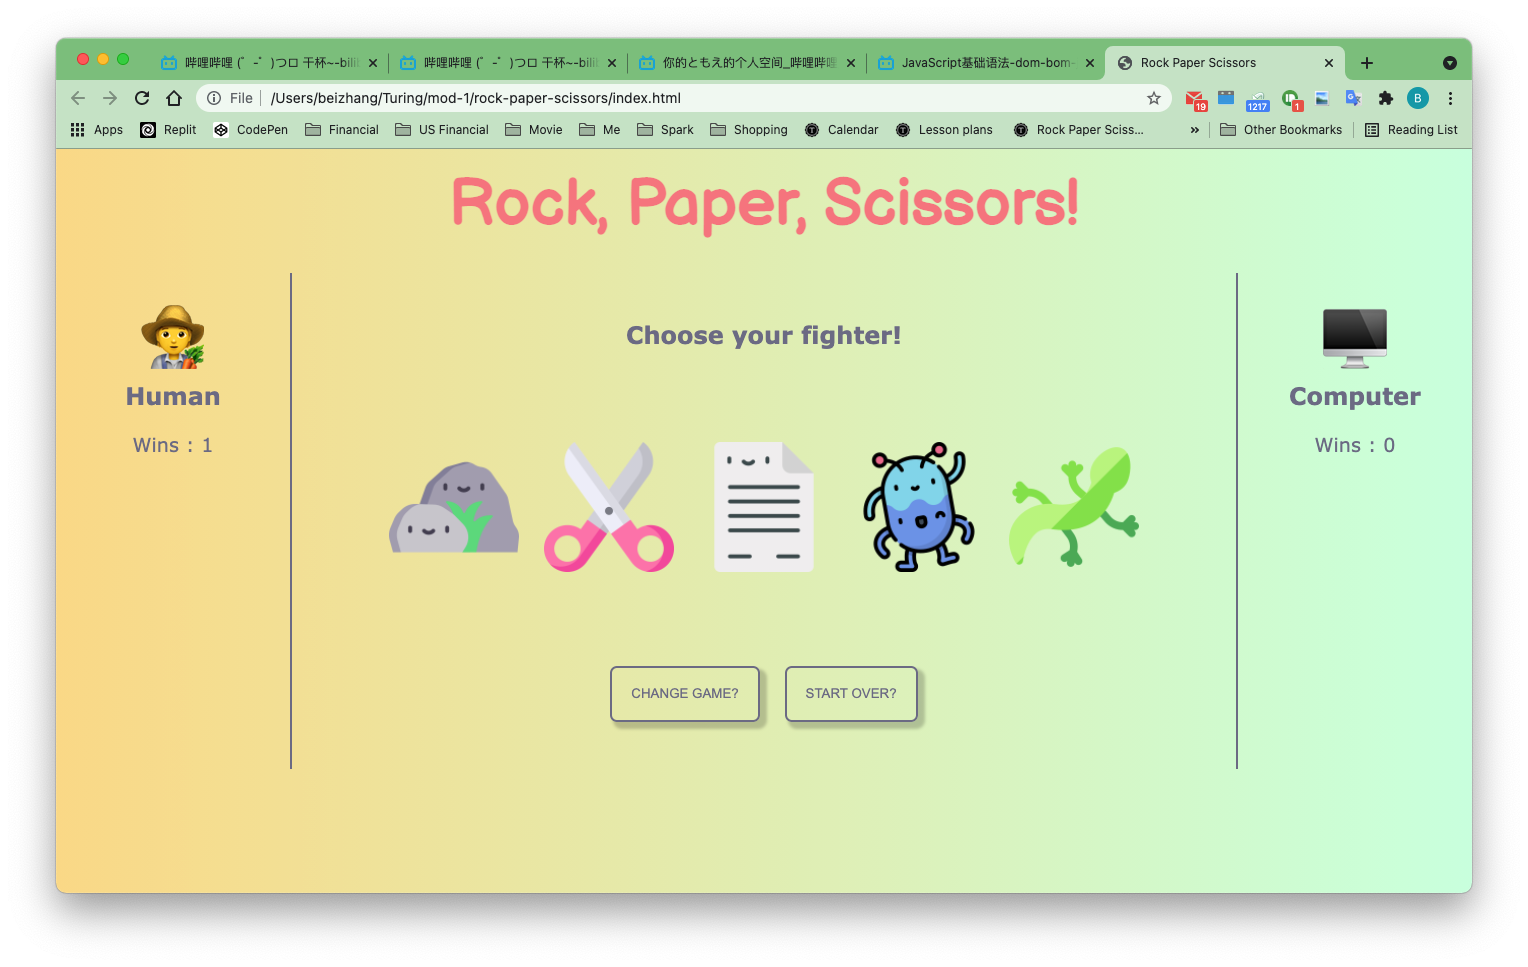 哔哩哔哩 (゜-゜)つロ 干杯~-bili
哔哩哔哩 (゜-゜)つロ 干杯~-bili
你的ともえ的个人空间_哔哩哔哩
JavaScript基础语法-dom-bom-
Rock Paper Scissors
File
/Users/beizhang/Turing/mod-1/rock-paper-scissors/index.html
19
1217
1
B
Apps
Replit
CodePen
Financial
US Financial
Movie
Me
Spark
Shopping
Calendar
Lesson plans
Rock Paper Sciss...
»
Other Bookmarks
Reading List
Rock, Paper, Scissors!
Choose your fighter!
Human
Wins : 1
Computer
Wins : 0
CHANGE GAME?
START OVER?